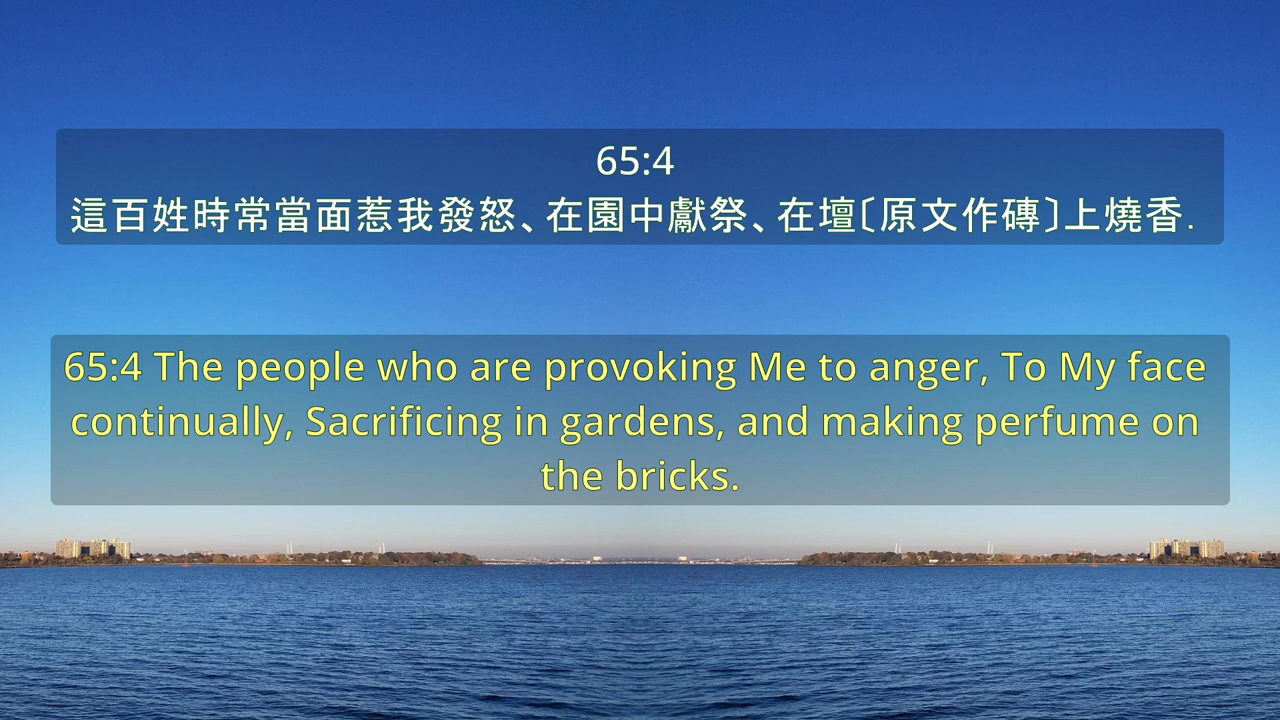 65:4
這百姓時常當面惹我發怒、在園中獻祭、在壇〔原文作磚〕上燒香.
65:4 The people who are provoking Me to anger, To My face
continually, Sacrificing in gardens, and making perfume on
the bricks.